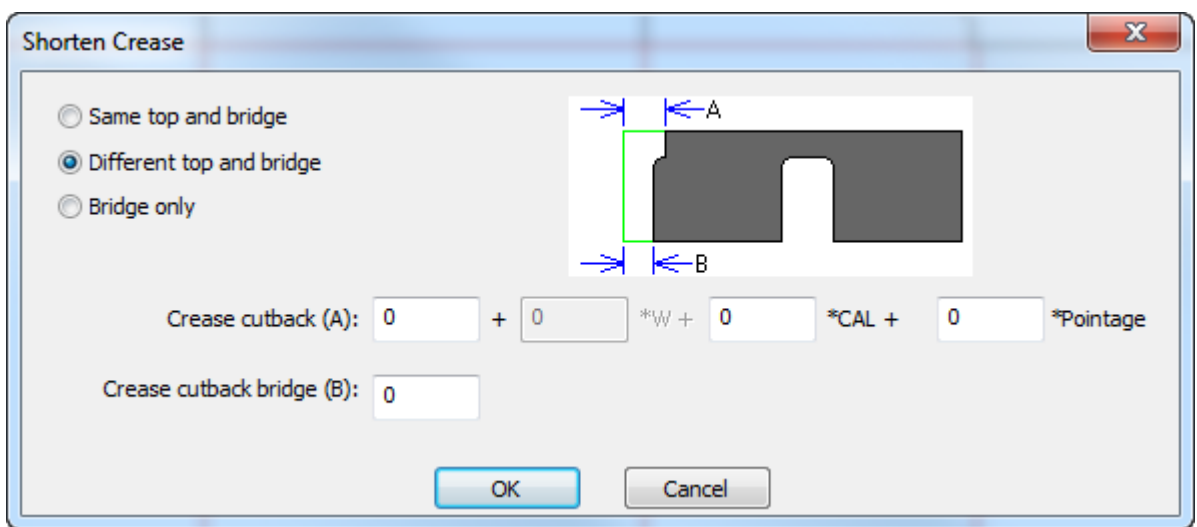 Shorten Crease
Same top and bridge
Different top and bridge
Bridge only
A
B
Crease cutback (A): 0 + 0 *W + 0 *CAL + 0 *Pointage
Crease cutback bridge (B): 0
OK Cancel